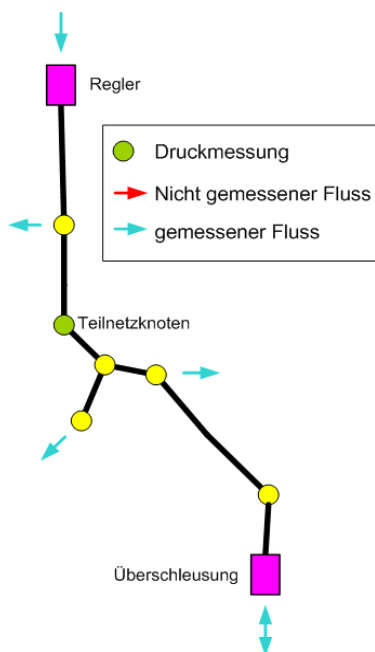 Regler
Druckmessung
Nicht gemessener Fluss
gemessener Fluss
Teilnetzknoten
Überschleusung